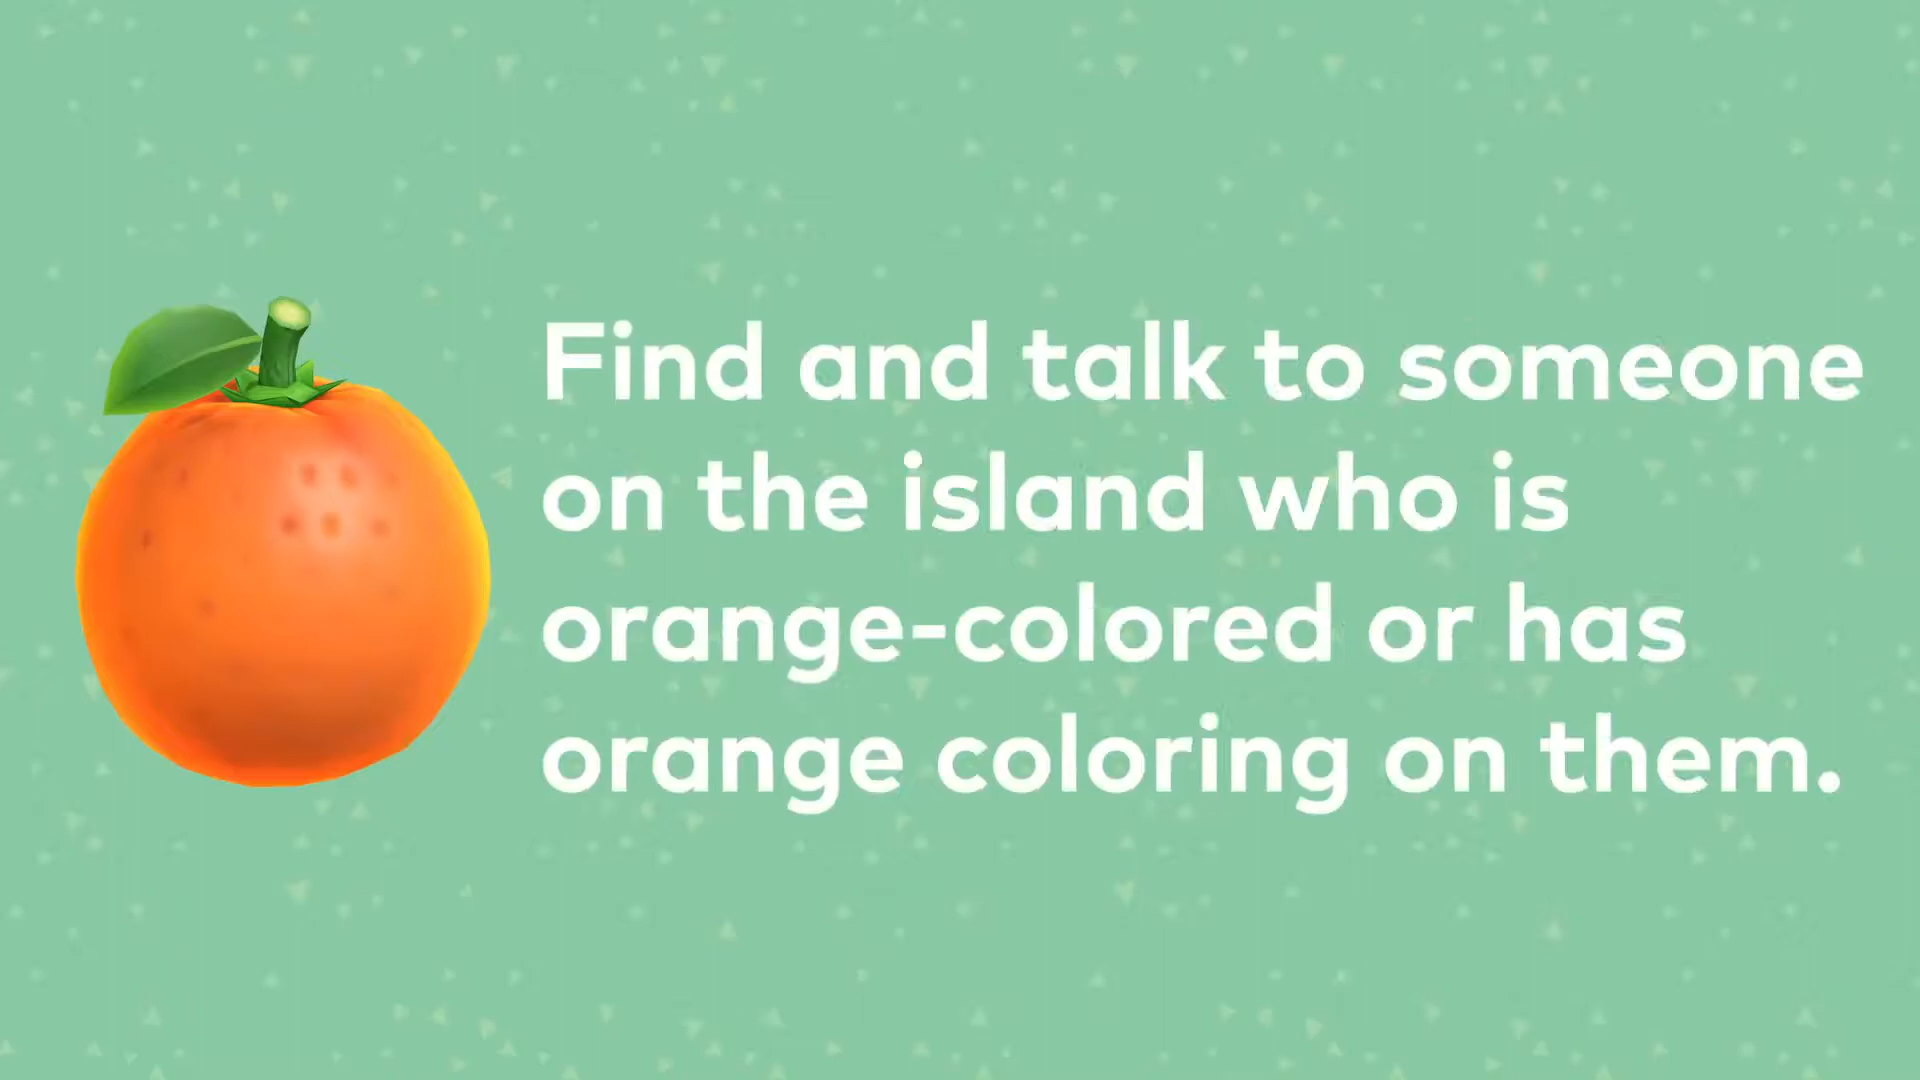 Find and talk to someone
on the island who is
orange-colored or has
orange coloring on them.